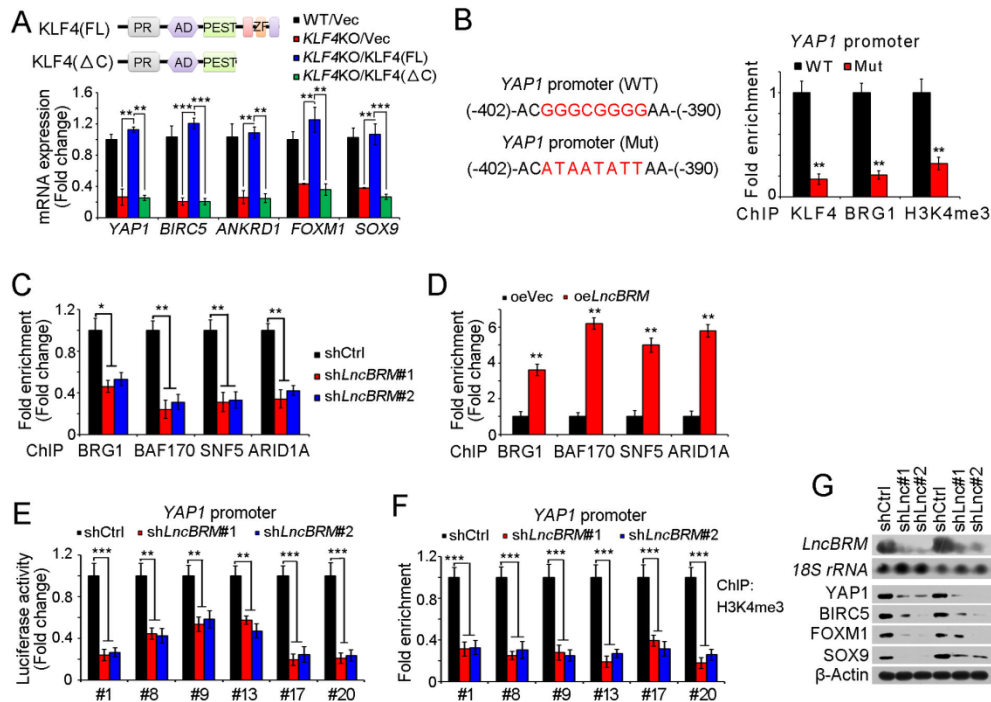 A
KLF4(FL)
PR
AD
PEST
ZF
KLF4(△C)
PR
AD
PEST
WT/Vec
KLF4KO/Vec
KLF4KO/KLF4(FL)
KLF4KO/KLF4(△C)
mRNA expression
(Fold change)
1.6
1.2
0.8
0.4
0
** *** *** *** ** ** ** ** ** ***
YAP1 BIRC5 ANKRD1 FOXM1 SOX9
B
YAP1 promoter (WT)
(-402)-ACGGGCGGGGAA-(-390)
YAP1 promoter (Mut)
(-402)-ACATAATATTAA-(-390)
YAP1 promoter
WT Mut
Fold enrichment
1
0.5
0
** ** **
ChIP KLF4 BRG1 H3K4me3
C
Fold enrichment
(Fold change)
1.2
0.8
0.4
0
* ** ** **
shCtrl
shLncBRM#1
shLncBRM#2
ChIP BRG1 BAF170 SNF5 ARID1A
D
oeVec oeLncBRM
Fold enrichment
(Fold change)
6
4
2
0
** ** ** **
ChIP BRG1 BAF170 SNF5 ARID1A
E
YAP1 promoter
shCtrl shLncBRM#1 shLncBRM#2
Luciferase activity
(Fold change)
1.2
0.8
0.4
0
*** ** ** ** *** ***
#1 #8 #9 #13 #17 #20
F
YAP1 promoter
shCtrl shLncBRM#1 shLncBRM#2
Fold enrichment
1.2
0.8
0.4
0
*** *** *** *** *** ***
ChIP:
H3K4me3
#1 #8 #9 #13 #17 #20
G
shCtrl shLnc#1 shLnc#2 shCtrl shLnc#1 shLnc#2
LncBRM
18S rRNA
YAP1
BIRC5
FOXM1
SOX9
β-Actin